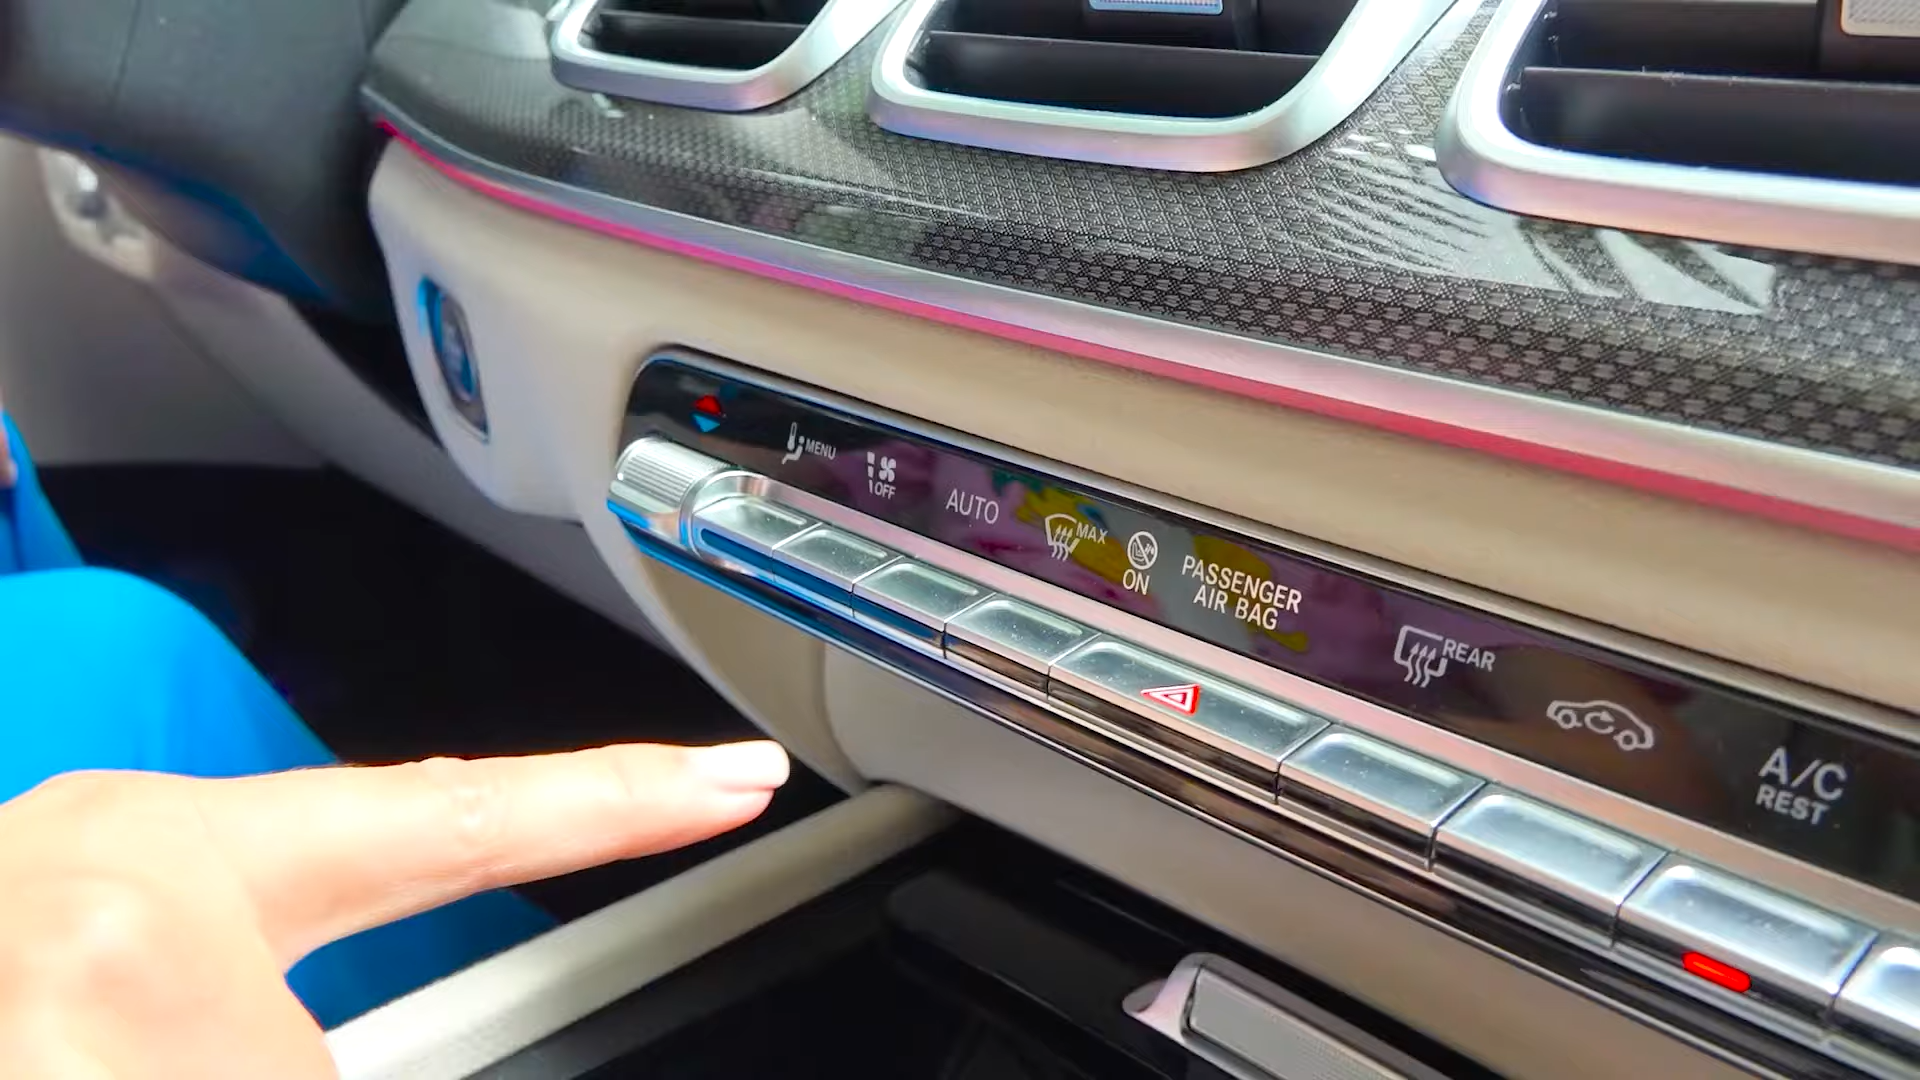 MENU
OFF
AUTO
MAX
ON
PASSENGER
AIR BAG
REAR
A/C
REST